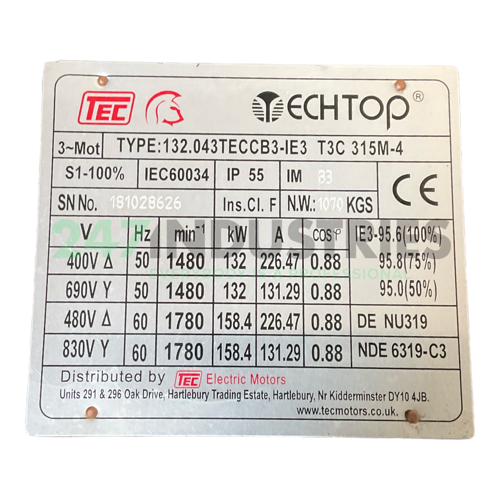 TEC TECHTOP®
3~Mot TYPE:132.043TECCB3-IE3 T3C 315M-4
S1-100% IEC60034 IP 55 IM B3 CE
SN No. 181028626 Ins.Cl. F N.W.: 1070 KGS
247 INDUSTRIES
V Hz min⁻¹ kW A cosφ IE3-95.6(100%)
400V Δ 50 1480 132 226.47 0.88 95.8(75%)
690V Y 50 1480 132 131.29 0.88 95.0(50%)
480V Δ 60 1780 158.4 226.47 0.88 DE NU319
830V Y 60 1780 158.4 131.29 0.88 NDE 6319-C3
Distributed by TEC Electric Motors
Units 291 & 296 Oak Drive, Hartlebury Trading Estate, Hartlebury, Nr Kidderminster DY10 4JB.
www.tecmotors.co.uk.